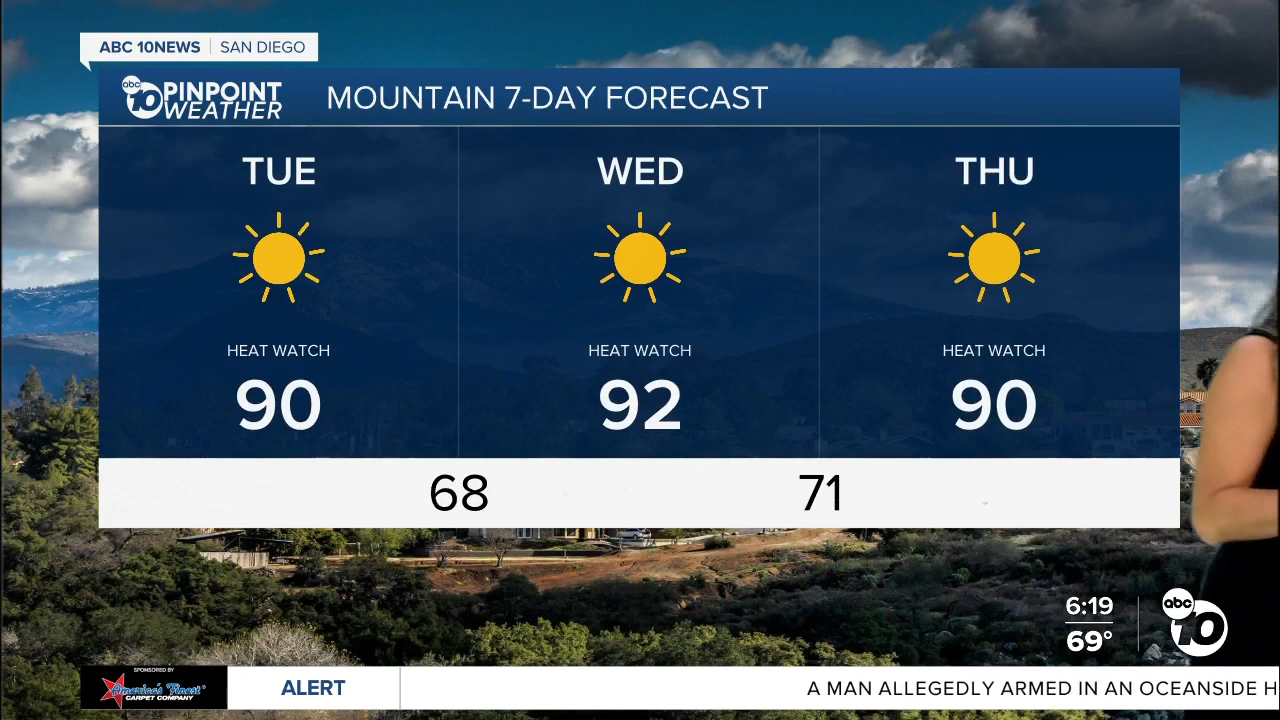 ABC 10NEWS | SAN DIEGO
abc 10 PINPOINT WEATHER
MOUNTAIN 7-DAY FORECAST
TUE WED THU
HEAT WATCH HEAT WATCH HEAT WATCH
90 92 90
68 71
6:19
69°
abc 10
SPONSORED BY
America's Finest
CARPET COMPANY
ALERT
A MAN ALLEGEDLY ARMED IN AN OCEANSIDE H